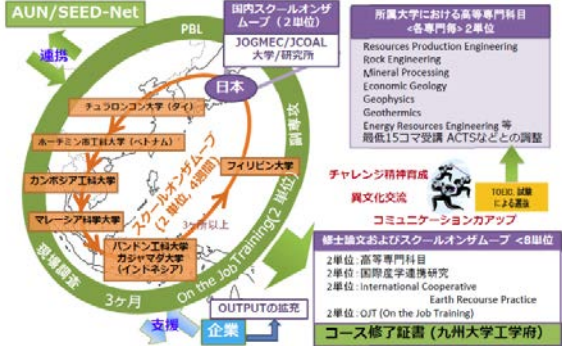 AUN/SEED-Net
連携
PBL
国内スクールオンザ
ムーブ (2単位)
JOGMEC/JCOAL
大学/研究所
日本
副専攻
チュラロンコン大学 (タイ)
ホーチミン市工科大学 (ベトナム)
カンボジア工科大学
マレーシア科学大学
バンドン工科大学
ガジャマダ大学
(インドネシア)
フィリピン大学
スクールオンザムーブ
(2 単位, 4週間)
3ヶ所以上
現場調査
3ヶ月
On the Job Training(2 単位)
支援
企業
OUTPUTの拡充
所属大学における高等専門科目
<各専門毎> 2単位
Resources Production Engineering
Rock Engineering
Mineral Processing
Economic Geology
Geophysics
Geothermics
Energy Resources Engineering 等
最低15コマ受講 ACTSなどとの調整
チャレンジ精神育成
異文化交流
コミュニケーション力アップ
TOEIC, 試験
による選抜
修士論文およびスクールオンザムーブ <8単位
2単位: 高等専門科目
2単位: 国際産学連携研究
2単位: International Cooperative
Earth Recourse Practice
2単位: OJT (On the Job Training)
コース修了証書 (九州大学工学府)